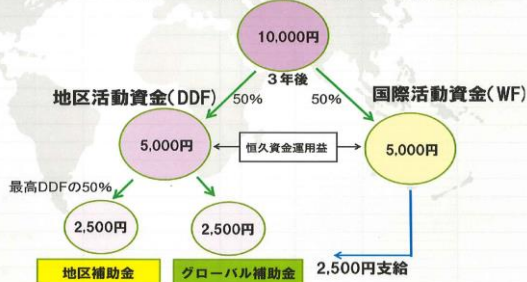 10,000円
3年後
地区活動資金(DDF)
50%
50%
国際活動資金(WF)
5,000円
恒久資金運用益
5,000円
最高DDFの50%
2,500円
2,500円
地区補助金
グローバル補助金
2,500円支給